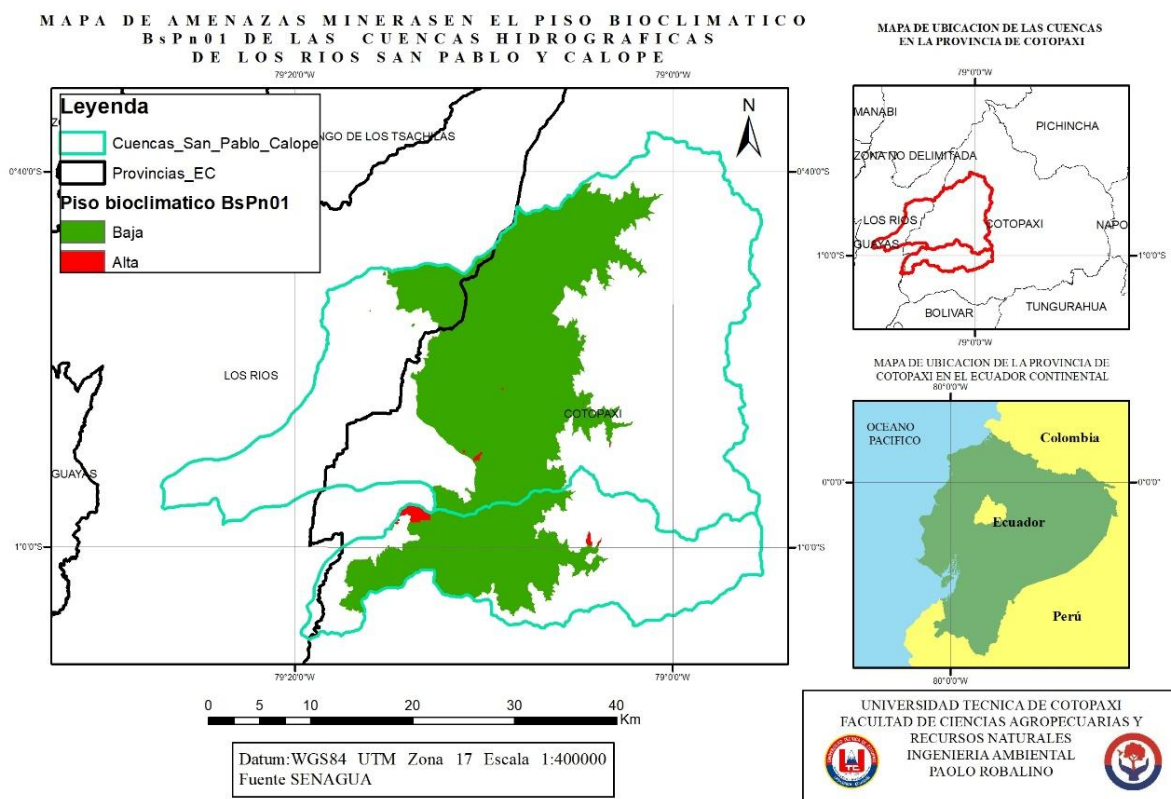 MAPA DE AMENAZAS MINERASEN EL PISO BIOCLIMATICO
BsPn01 DE LAS CUENCAS HIDROGRAFICAS
DE LOS RIOS SAN PABLO Y CALOPE
79°20'0"W
79°0'0"W
Leyenda
Cuencas_San_Pablo_Calope
Provincias_EC
Piso bioclimatico BsPn01
Baja
Alta
NGO DE LOS TSACHILAS
N
0°40'0"S
0°40'0"S
LOS RIOS
COTOPAXI
GUAYAS
1°0'0"S
1°0'0"S
79°20'0"W
79°0'0"W
0 5 10 20 30 40
Km
Datum:WGS84 UTM Zona 17 Escala 1:400000
Fuente SENAGUA
MAPA DE UBICACION DE LAS CUENCAS
EN LA PROVINCIA DE COTOPAXI
79°0'0"W
MANABI
PICHINCHA
ZONA NO DELIMITADA
LOS RIOS
COTOPAXI
NAPO
GUAYAS
1°0'0"S
1°0'0"S
BOLIVAR
TUNGURAHUA
79°0'0"W
MAPA DE UBICACION DE LA PROVINCIA DE
COTOPAXI EN EL ECUADOR CONTINENTAL
80°0'0"W
OCEANO
PACIFICO
Colombia
0°0'0"
0°0'0"
Ecuador
Perú
80°0'0"W
UNIVERSIDAD TECNICA DE COTOPAXI
FACULTAD DE CIENCIAS AGROPECUARIAS Y
RECURSOS NATURALES
INGENIERIA AMBIENTAL
PAOLO ROBALINO